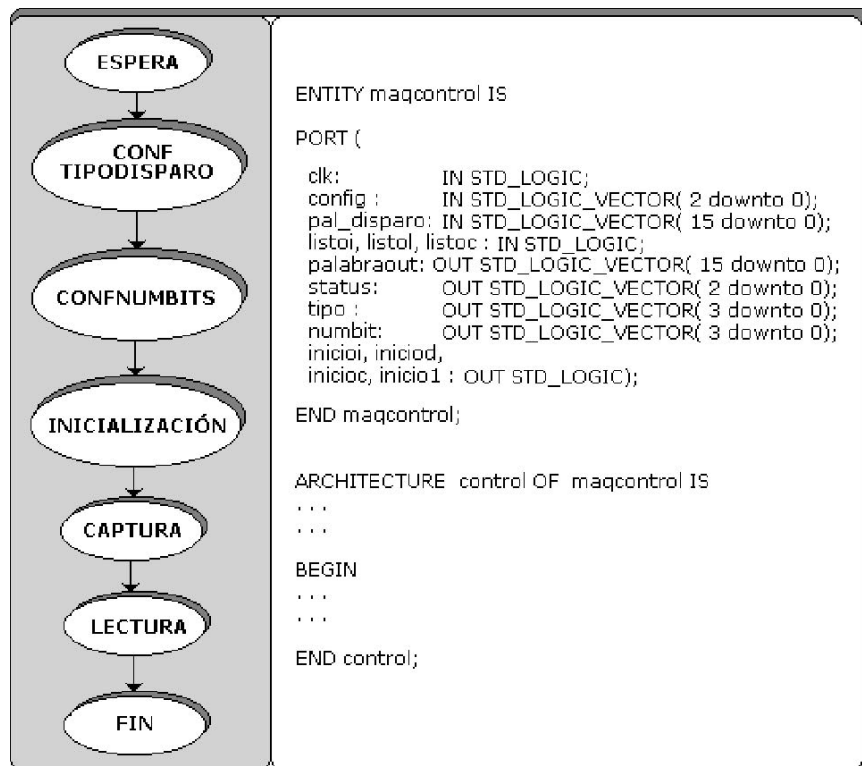 ESPERA
CONF
TIPODISPARO
CONFNUMBITS
INICIALIZACIÓN
CAPTURA
LECTURA
FIN
ENTITY maqcontrol IS
PORT (
clk: IN STD_LOGIC;
config : IN STD_LOGIC_VECTOR( 2 downto 0);
pal_disparo: IN STD_LOGIC_VECTOR( 15 downto 0);
listoi, listol, listoc : IN STD_LOGIC;
palabraout: OUT STD_LOGIC_VECTOR( 15 downto 0);
status: OUT STD_LOGIC_VECTOR( 2 downto 0);
tipo : OUT STD_LOGIC_VECTOR( 3 downto 0);
numbit: OUT STD_LOGIC_VECTOR( 3 downto 0);
inicioi, iniciod,
inicioc, inicio1 : OUT STD_LOGIC);
END maqcontrol;
ARCHITECTURE control OF maqcontrol IS
. . .
. . .
BEGIN
. . .
. . .
END control;